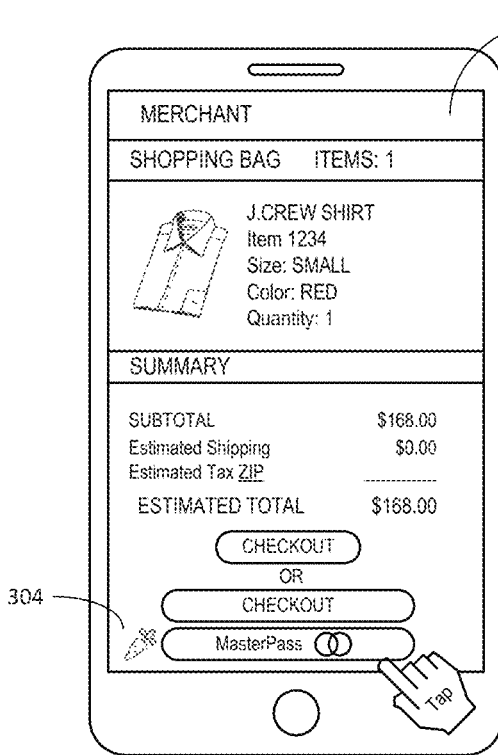 MERCHANT
SHOPPING BAG ITEMS: 1
J.CREW SHIRT
Item 1234
Size: SMALL
Color: RED
Quantity: 1
SUMMARY
SUBTOTAL $168.00
Estimated Shipping $0.00
Estimated Tax ZIP
ESTIMATED TOTAL $168.00
CHECKOUT
OR
CHECKOUT
304
MasterPass
Tap